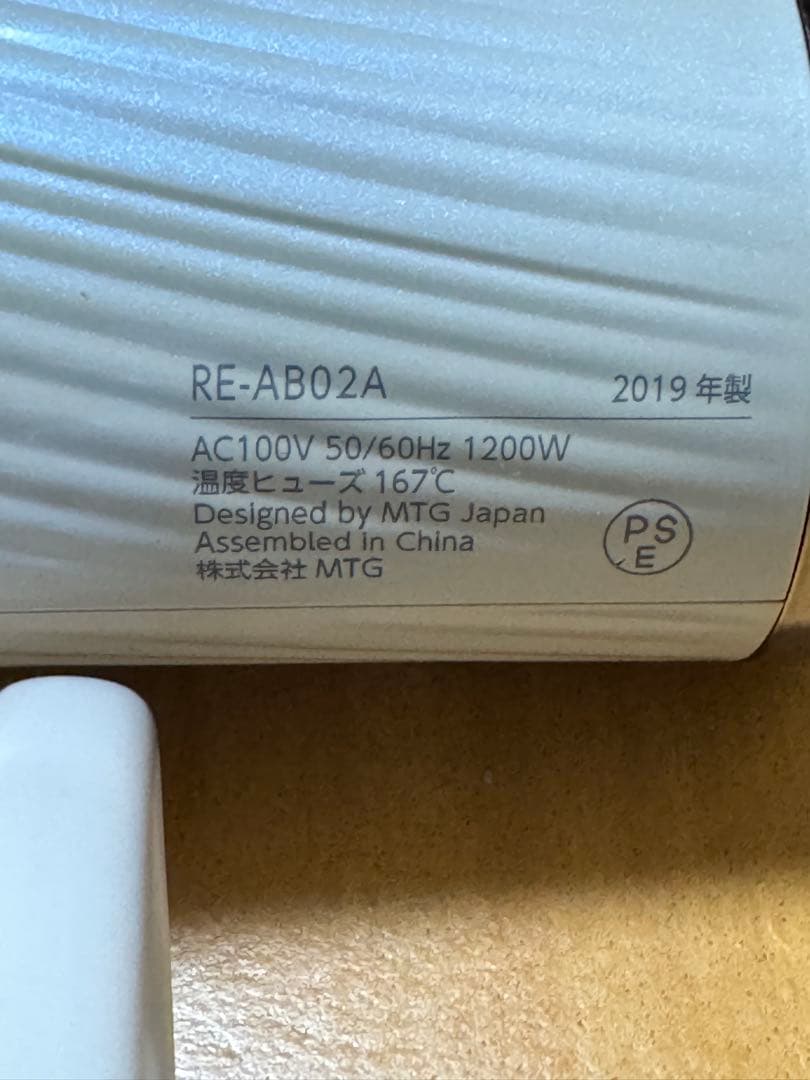 RE-AB02A 2019年製
AC100V 50/60Hz 1200W
温度ヒューズ 167℃
Designed by MTG Japan
Assembled in China
株式会社 MTG
PSE